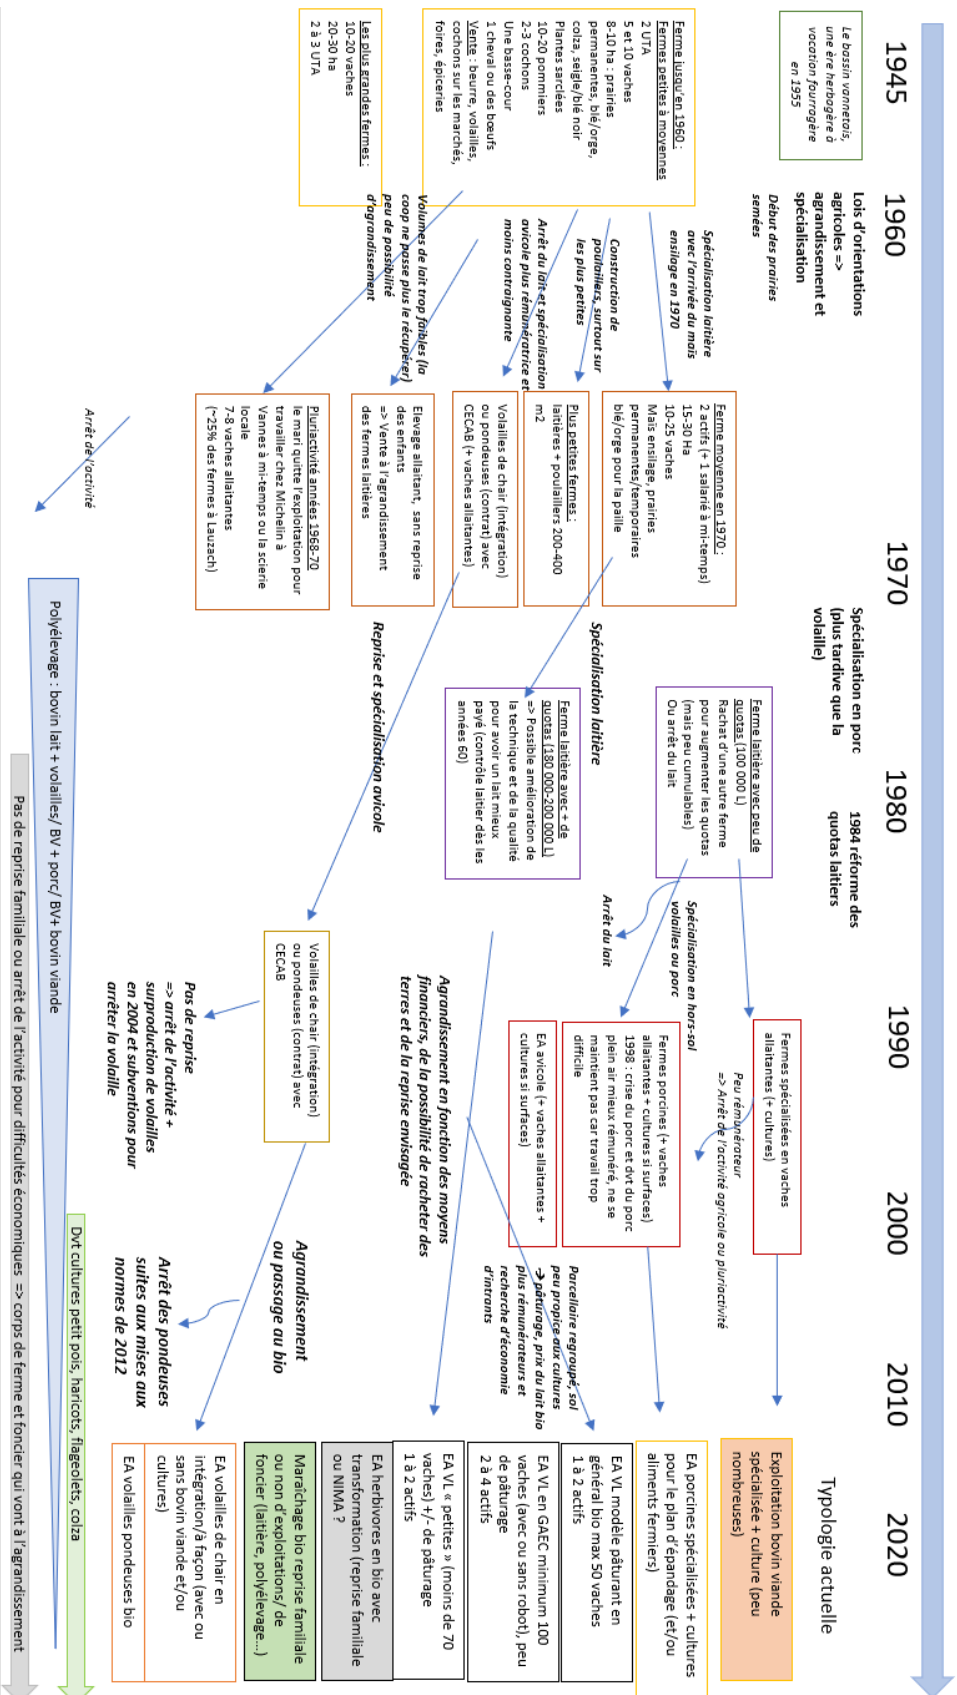 1945
1960
1970
1980
1990
2000
2010
2020
Le bassin vannetais,
une ère herbagère à
vocation fourragère
en 1955
Lois d'orientations
agricoles =>
agrandissement et
spécialisation
Début des prairies
semées
Spécialisation en porc
(plus tardive que la
volaille)
1984 réforme des
quotas laitiers
Typologie actuelle
Ferme jusqu'en 1960 :
Fermes petites à moyennes
2 UTA
5 et 10 vaches
8-10 ha : prairies
permanentes, blé/orge,
colza, seigle/blé noir
Plantes sarclées
10-20 pommiers
2-3 cochons
Une basse-cour
1 cheval ou des bœufs
Vente : beurre, volailles,
cochons sur les marchés,
foires, épiceries
Les plus grandes fermes :
10-20 vaches
20-30 ha
2 à 3 UTA
Spécialisation laitière
avec l'arrivée du maïs
ensilage en 1970
Construction de
poulaillers, surtout sur
les plus petites
Arrêt du lait et spécialisation
avicole plus rémunératrice et
moins contraignante
Volumes de lait trop faibles (la
coop ne passe plus le récupérer)
peu de possibilité
d'agrandissement
Arrêt de l'activité
Ferme moyenne en 1970 :
2 actifs (+ 1 salarié à mi-temps)
15-30 Ha
10-25 vaches
Maïs ensilage, prairies
permanentes/temporaires
blé/orge pour la paille
Plus petites fermes :
laitières + poulaillers 200-400
m2
Volailles de chair (intégration)
ou pondeuses (contrat) avec
CECAB (+ vaches allaitantes)
Elevage allaitant, sans reprise
des enfants
=> Vente à l'agrandissement
des fermes laitières
Pluriactivité années 1968-70
le mari quitte l'exploitation pour
travailler chez Michelin à
Vannes à mi-temps ou la scierie
locale
7-8 vaches allaitantes
(~25% des fermes à Lauzach)
Spécialisation laitière
Reprise et spécialisation avicole
Ferme laitière avec peu de
quotas (100 000 L)
Rachat d'une autre ferme
pour augmenter les quotas
(mais peu cumulables)
Ou arrêt du lait
Ferme laitière avec + de
quotas (180 000-200 000 L)
=> Possible amélioration de
la technique et de la qualité
pour avoir un lait mieux
payé (contrôle laitier dès les
années 60)
Spécialisation en hors-sol
volailles ou porc
Arrêt du lait
Agrandissement en fonction des moyens
financiers, de la possibilité de racheter des
terres et de la reprise envisagée
Volailles de chair (intégration)
ou pondeuses (contrat) avec
CECAB
Pas de reprise
=> arrêt de l'activité +
surproduction de volailles
en 2004 et subventions pour
arrêter la volaille
Fermes spécialisées en vaches
allaitantes (+ cultures)
Peu rémunérateur
=> Arrêt de l'activité agricole ou pluriactivité
Fermes porcines (+ vaches
allaitantes + cultures si surfaces)
1998 : crise du porc et dvt du porc
plein air mieux rémunéré, ne se
maintient pas car travail trop
difficile
EA avicole (+ vaches allaitantes +
cultures si surfaces)
Parcellaire regroupé, sol
peu propice aux cultures
→ pâturage, prix du lait bio
plus rémunérateurs et
recherche d'économie
d'intrants
Agrandissement
ou passage au bio
Arrêt des pondeuses
suites aux mises aux
normes de 2012
Exploitation bovin viande
spécialisée + culture (peu
nombreuses)
EA porcines spécialisées + cultures
pour le plan d'épandage (et/ou
aliments fermiers)
EA VL modèle pâturant en
général bio max 50 vaches
1 à 2 actifs
EA VL en GAEC minimum 100
vaches (avec ou sans robot), peu
de pâturage
2 à 4 actifs
EA VL « petites » (moins de 70
vaches) +/- de pâturage
1 à 2 actifs
EA herbivores en bio avec
transformation (reprise familiale
ou NIMA ?
Maraîchage bio reprise familiale
ou non d'exploitations/ de
foncier (laitière, polyélevage...)
EA volailles de chair en
intégration/à façon (avec ou
sans bovin viande et/ou
cultures)
EA volailles pondeuses bio
Dvt cultures petit pois, haricots, flageolets, colza
Polyélevage : bovin lait + volailles/ BV + porc/ BV+ bovin viande
Pas de reprise familiale ou arrêt de l'activité pour difficultés économiques => corps de ferme et foncier qui vont à l'agrandissement